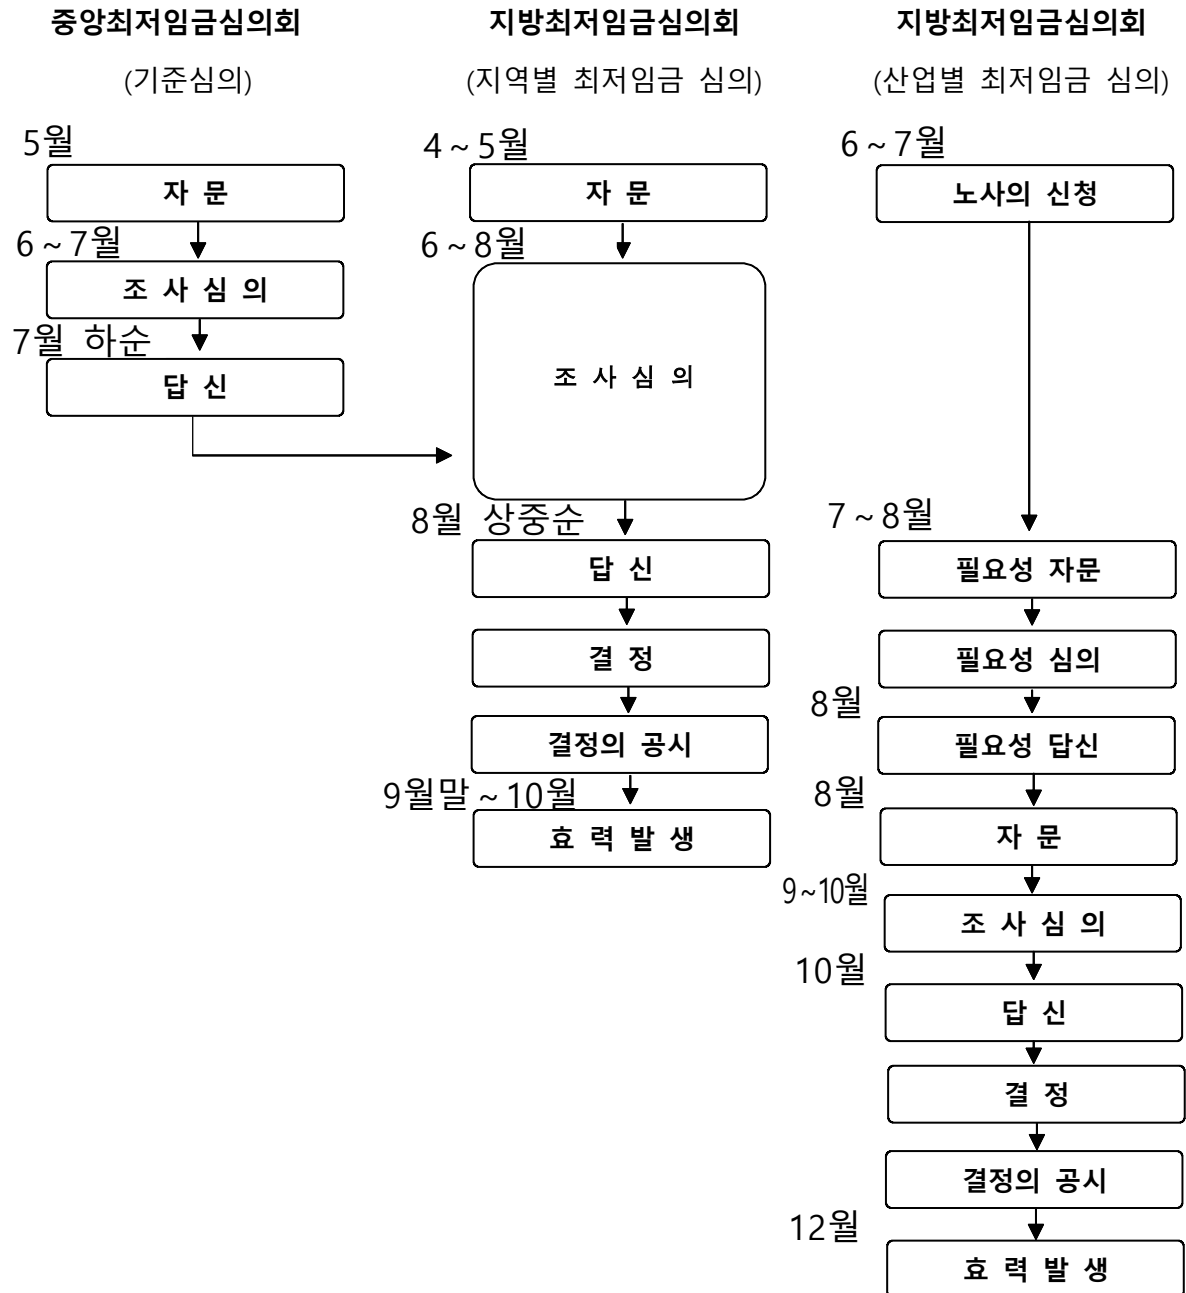 중앙최저임금심의회
(기준심의)
5월
자 문
6~7월
조 사 심 의
7월 하순
답 신
지방최저임금심의회
(지역별 최저임금 심의)
4~5월
자 문
6~8월
조 사 심 의
8월 상중순
답 신
결 정
결정의 공시
9월말~10월
효 력 발 생
지방최저임금심의회
(산업별 최저임금 심의)
6~7월
노사의 신청
7~8월
필요성 자문
필요성 심의
8월
필요성 답신
8월
자 문
9~10월
조 사 심 의
10월
답 신
결 정
결정의 공시
12월
효 력 발 생